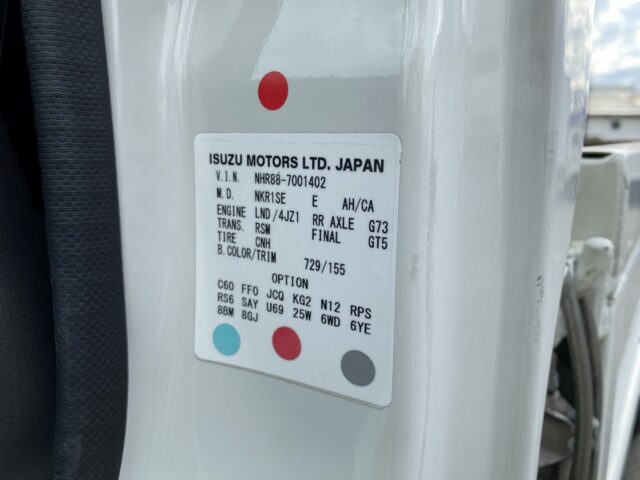 ISUZU MOTORS LTD. JAPAN
V.I.N. NHR88-7001402
M.D. NKR1SE E AH/CA
ENGINE LND/4JZ1 RR AXLE G73
TRANS. RSM FINAL GT5
TIRE CNH
B.COLOR/TRIM 729/155
OPTION
C60 FF0 JCQ KG2 N12 RPS
RS6 SAY U69 25W 6WD 6YE
8BM 8GJ